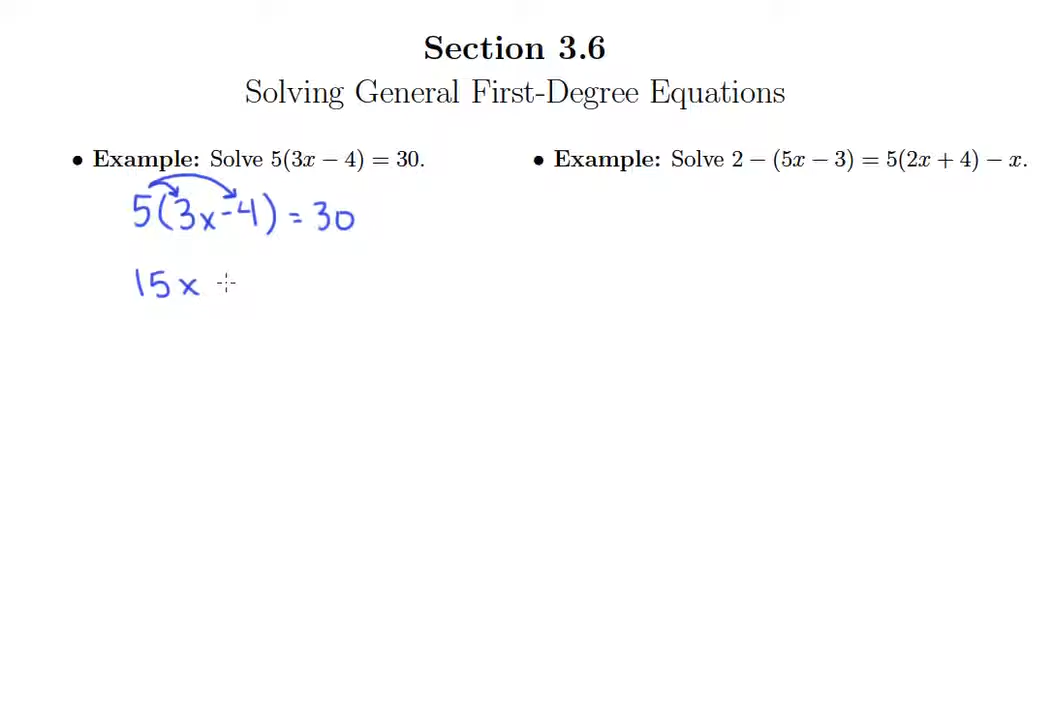 Section 3.6
Solving General First-Degree Equations
• Example: Solve 5(3x − 4) = 30.
5(3x-4) = 30
15x
• Example: Solve 2 − (5x − 3) = 5(2x + 4) − x.